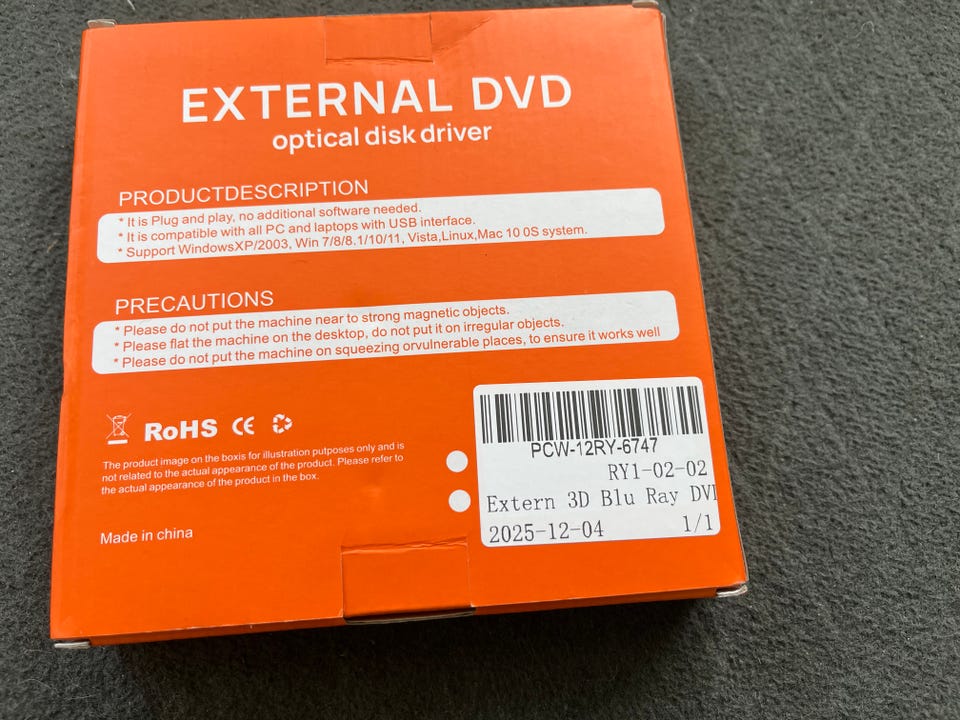 EXTERNAL DVD
optical disk driver
PRODUCTDESCRIPTION
* It is Plug and play, no additional software needed.
* It is compatible with all PC and laptops with USB interface.
* Support WindowsXP/2003, Win 7/8/8.1/10/11, Vista,Linux,Mac 10 0S system.
PRECAUTIONS
* Please do not put the machine near to strong magnetic objects.
* Please flat the machine on the desktop, do not put it on irregular objects.
* Please do not put the machine on squeezing orvulnerable places, to ensure it works well
RoHS CE
The product image on the boxis for illustration putposes only and is
not related to the actual appearance of the product. Please refer to
the actual appearance of the product in the box.
Made in china
PCW-12RY-6747
RY1-02-02
Extern 3D Blu Ray DV
2025-12-04 1/1